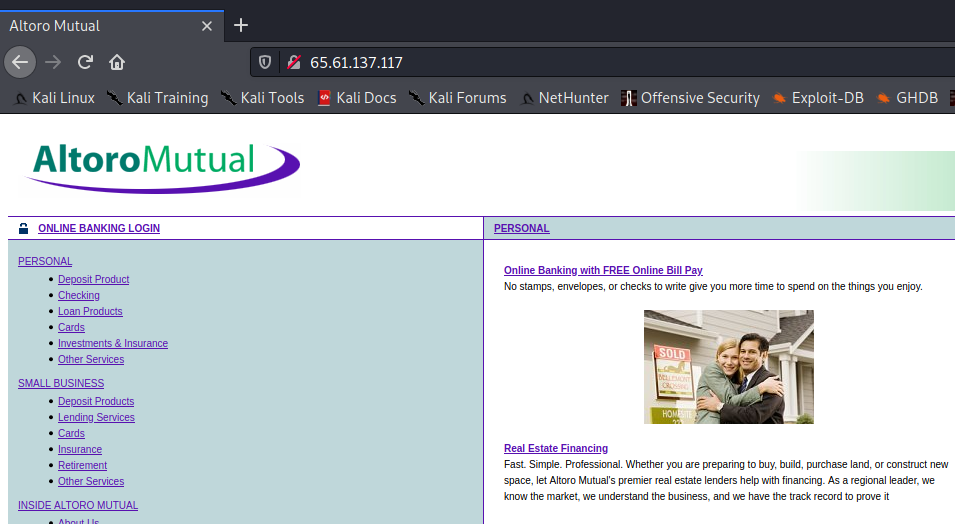 Altoro Mutual
65.61.137.117
Kali Linux Kali Training Kali Tools Kali Docs Kali Forums NetHunter Offensive Security Exploit-DB GHDB
AltoroMutual
ONLINE BANKING LOGIN
PERSONAL
Deposit Product
Checking
Loan Products
Cards
Investments & Insurance
Other Services
SMALL BUSINESS
Deposit Products
Lending Services
Cards
Insurance
Retirement
Other Services
INSIDE ALTORO MUTUAL
About Us
PERSONAL
Online Banking with FREE Online Bill Pay
No stamps, envelopes, or checks to write give you more time to spend on the things you enjoy.
SOLD
BELLEMONT
CROSSING
HOMESITE
Real Estate Financing
Fast. Simple. Professional. Whether you are preparing to buy, build, purchase land, or construct new
space, let Altoro Mutual's premier real estate lenders help with financing. As a regional leader, we
know the market, we understand the business, and we have the track record to prove it